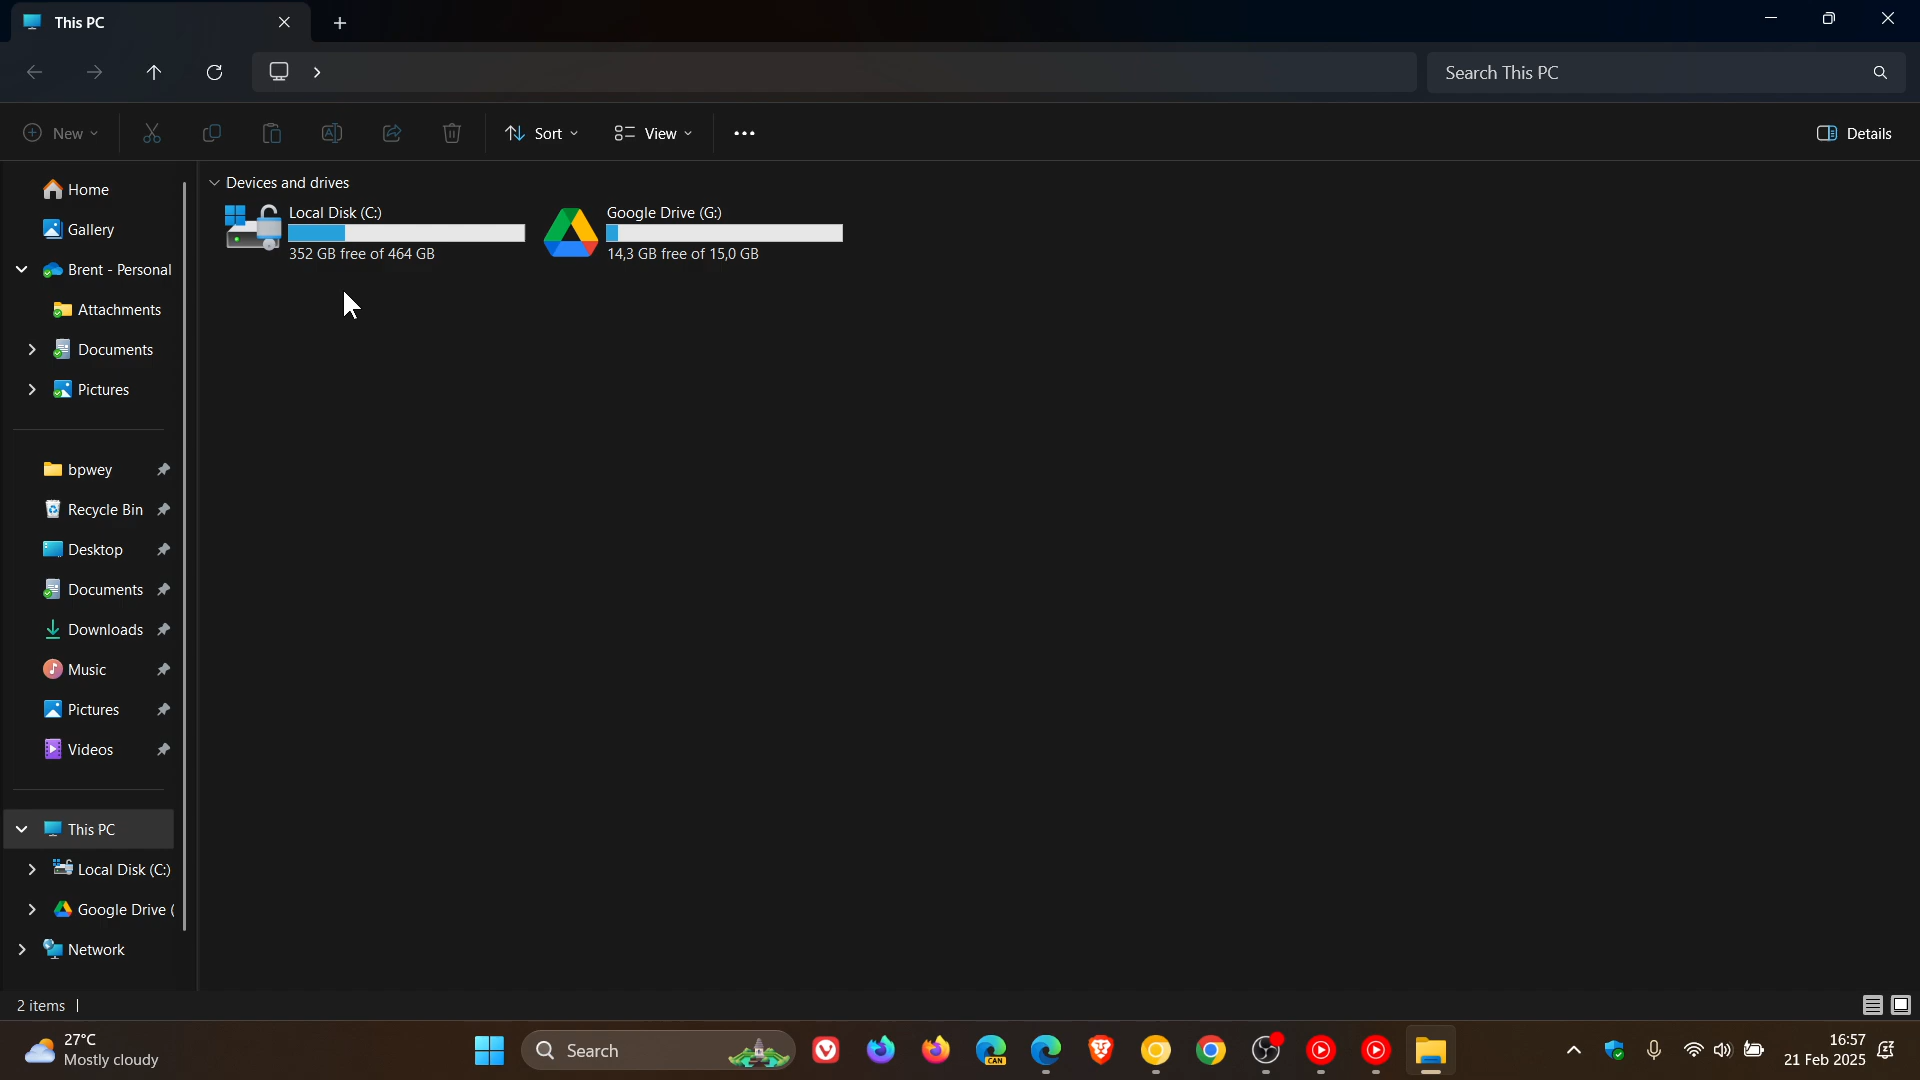 This PC
Search This PC
New
Sort
View
Details
Home
Gallery
Brent - Personal
Attachments
Documents
Pictures
bpwey
Recycle Bin
Desktop
Documents
Downloads
Music
Pictures
Videos
This PC
Local Disk (C:)
Google Drive (
Network
Devices and drives
Local Disk (C:)
352 GB free of 464 GB
Google Drive (G:)
14,3 GB free of 15,0 GB
2 items
27°C
Mostly cloudy
Search
CAN
16:57
21 Feb 2025